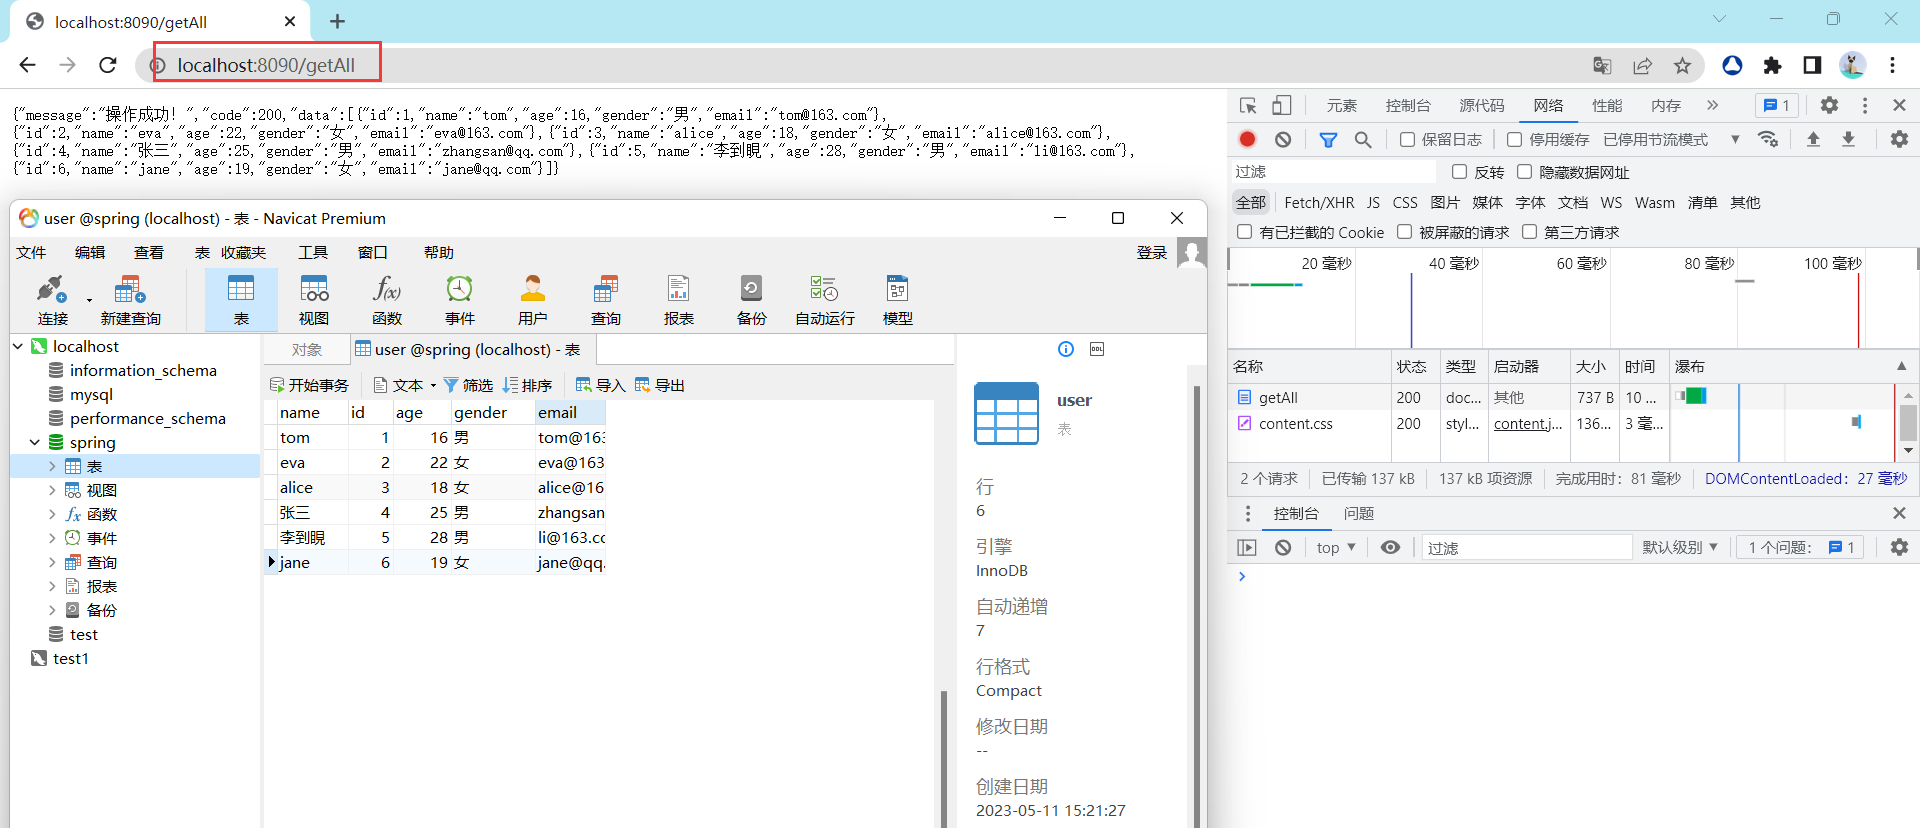 localhost:8090/getAll
localhost:8090/getAll
{"message":"操作成功！","code":200,"data":[{"id":1,"name":"tom","age":16,"gender":"男","email":"tom@163.com"},
{"id":2,"name":"eva","age":22,"gender":"女","email":"eva@163.com"},{"id":3,"name":"alice","age":18,"gender":"女","email":"alice@163.com"},
{"id":4,"name":"张三","age":25,"gender":"男","email":"zhangsan@qq.com"},{"id":5,"name":"李到晛","age":28,"gender":"男","email":"li@163.com"},
{"id":6,"name":"jane","age":19,"gender":"女","email":"jane@qq.com"}]}
user @spring (localhost) - 表 - Navicat Premium
文件 编辑 查看 表 收藏夹 工具 窗口 帮助 登录
连接 新建查询 表 视图 函数 事件 用户 查询 报表 备份 自动运行 模型
localhost
information_schema
mysql
performance_schema
spring
表
视图
函数
事件
查询
报表
备份
test
test1
对象 user @spring (localhost) - 表
开始事务 文本 筛选 排序 导入 导出
name id age gender email
tom 1 16 男 tom@163
eva 2 22 女 eva@163
alice 3 18 女 alice@16
张三 4 25 男 zhangsan
李到晛 5 28 男 li@163.cc
jane 6 19 女 jane@qq.
DDL
user
表
行
6
引擎
InnoDB
自动递增
7
行格式
Compact
修改日期
--
创建日期
2023-05-11 15:21:27
元素 控制台 源代码 网络 性能 内存 1
保留日志 停用缓存 已停用节流模式
过滤 反转 隐藏数据网址
全部 Fetch/XHR JS CSS 图片 媒体 字体 文档 WS Wasm 清单 其他
有已拦截的 Cookie 被屏蔽的请求 第三方请求
20 毫秒 40 毫秒 60 毫秒 80 毫秒 100 毫秒
名称 状态 类型 启动器 大小 时间 瀑布
getAll 200 doc... 其他 737 B 10 ...
content.css 200 styl... content.j... 136... 3 毫...
2 个请求 已传输 137 kB 137 kB 项资源 完成用时：81 毫秒 DOMContentLoaded：27 毫秒
控制台 问题
top 过滤 默认级别 1 个问题： 1